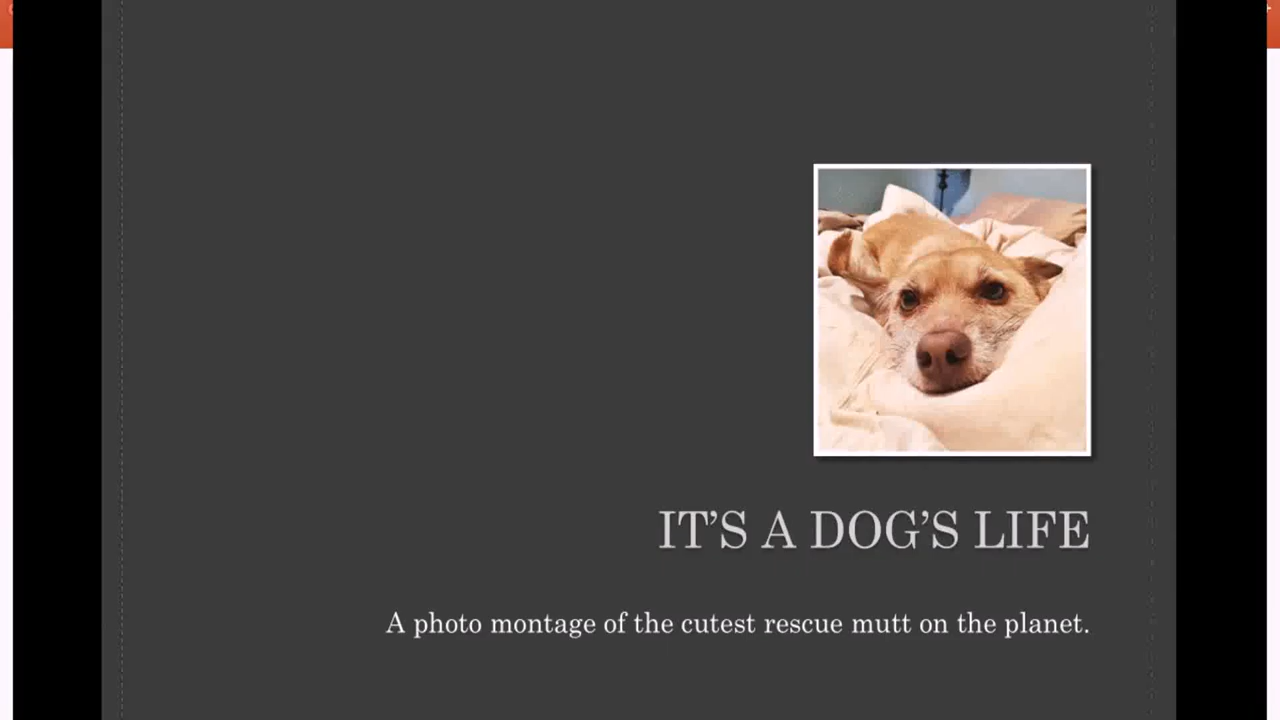 IT’S A DOG’S LIFE
A photo montage of the cutest rescue mutt on the planet.